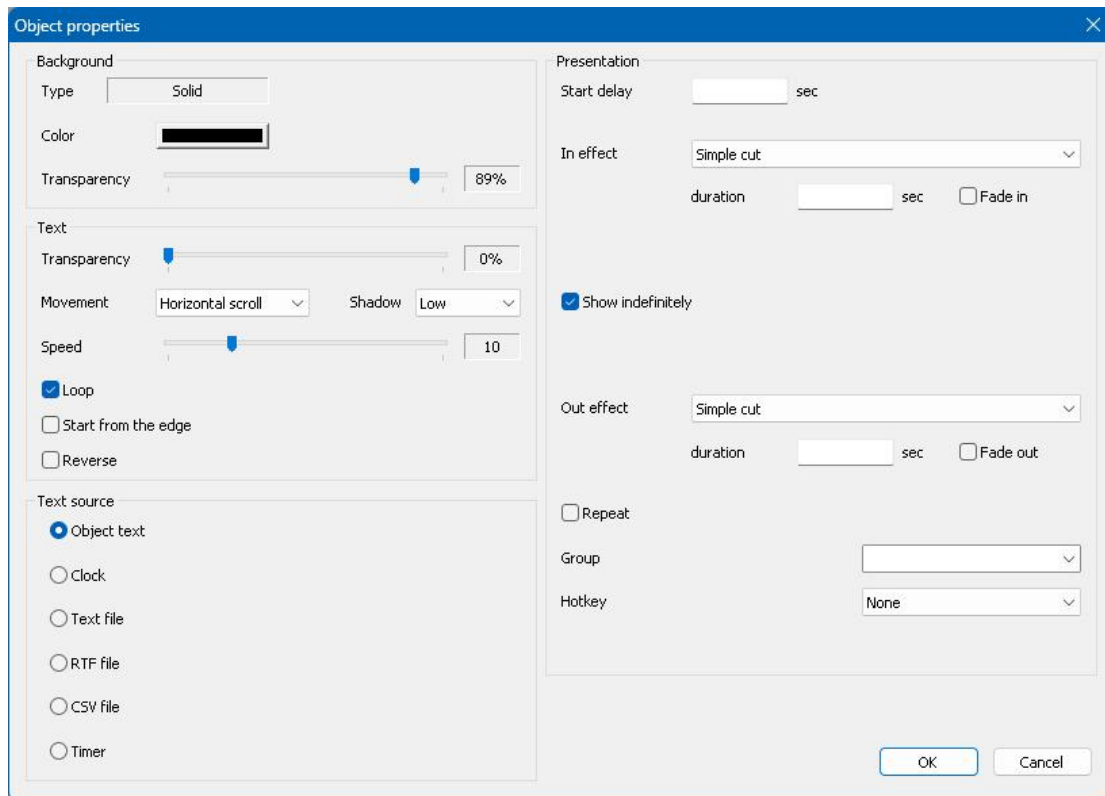 Object properties
Background
Type Solid
Color
Transparency 89%
Text
Transparency 0%
Movement Horizontal scroll Shadow Low
Speed 10
Loop
Start from the edge
Reverse
Text source
Object text
Clock
Text file
RTF file
CSV file
Timer
Presentation
Start delay sec
In effect Simple cut
duration sec Fade in
Show indefinitely
Out effect Simple cut
duration sec Fade out
Repeat
Group
Hotkey None
OK Cancel